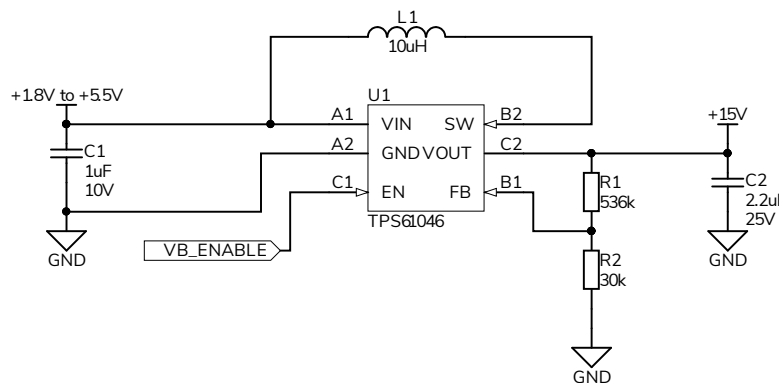 L1
10uH
+1.8V to +5.5V
U1
A1
VIN
SW
B2
+15V
C1
1uF
10V
A2
GND
VOUT
C2
C1
EN
FB
B1
R1
536k
C2
2.2u
25V
TPS61046
GND
VB_ENABLE
R2
30k
GND
GND